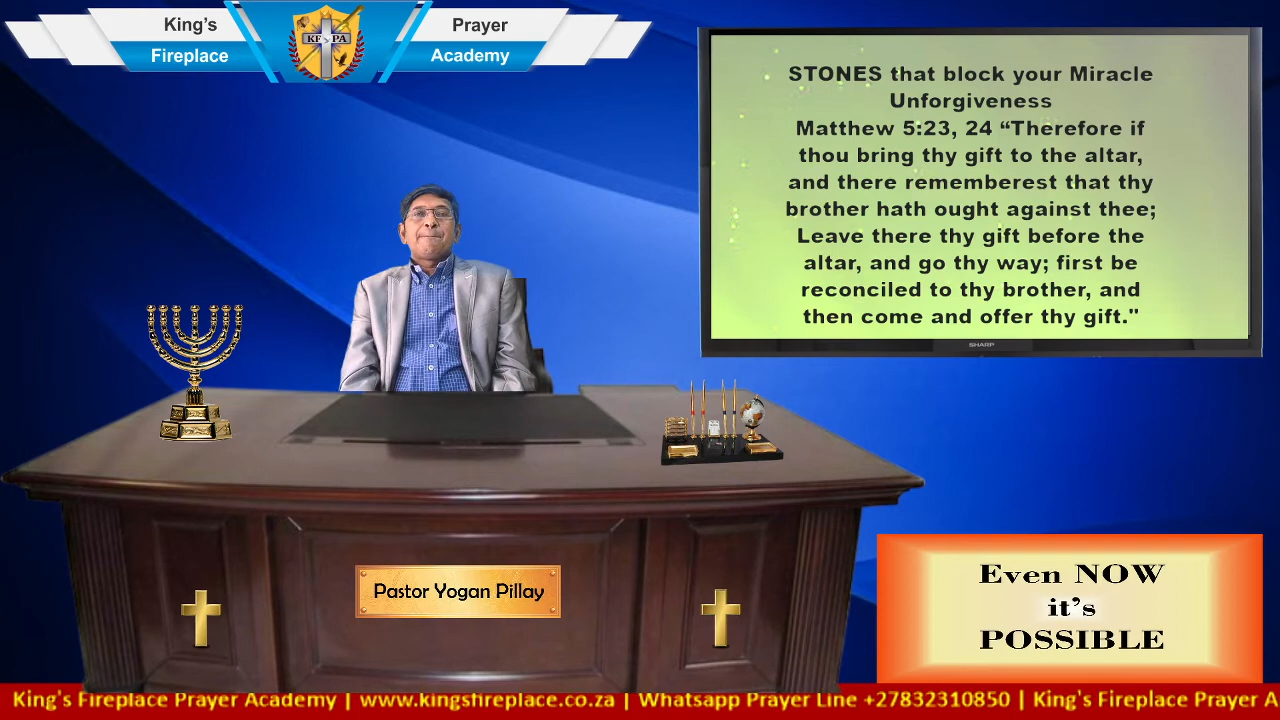 King's Prayer
Fireplace Academy
KF PA
STONES that block your Miracle
Unforgiveness
Matthew 5:23, 24 “Therefore if
thou bring thy gift to the altar,
and there rememberest that thy
brother hath ought against thee;
Leave there thy gift before the
altar, and go thy way; first be
reconciled to thy brother, and
then come and offer thy gift."
SHARP
Pastor Yogan Pillay
Even NOW
it's
POSSIBLE
King's Fireplace Prayer Academy | www.kingsfireplace.co.za | Whatsapp Prayer Line +27832310850 | King's Fireplace Prayer A